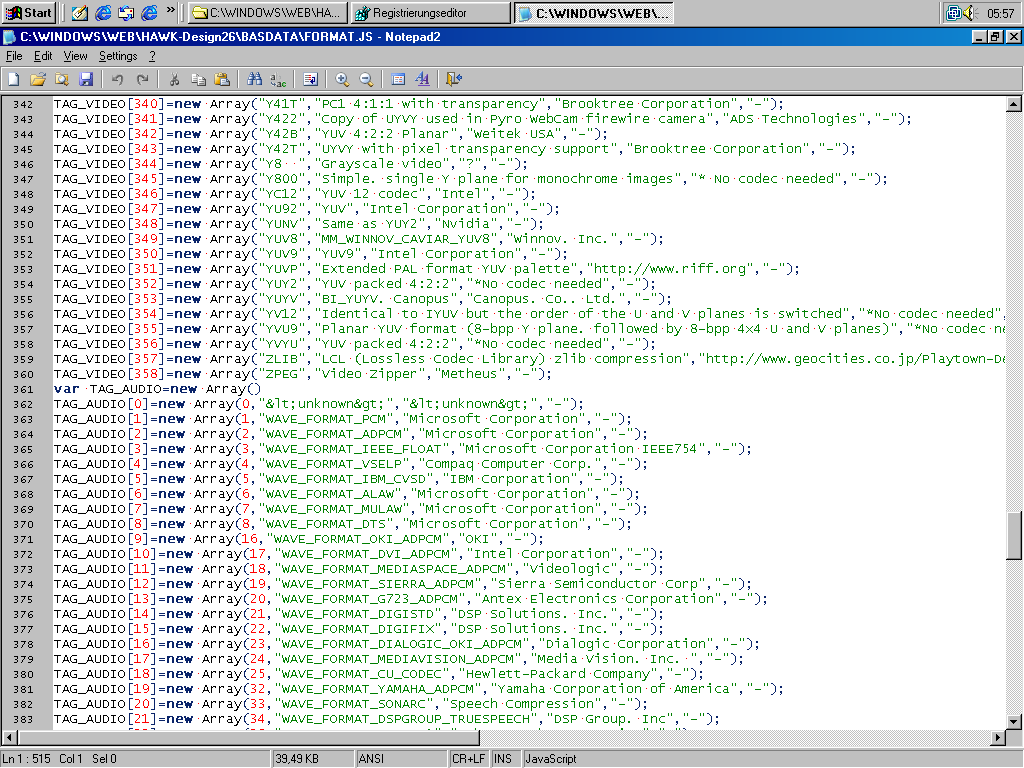 Start » C:\WINDOWS\WEB\HA... Registrierungseditor C:\WINDOWS\WEB\... 05:57
C:\WINDOWS\WEB\HAWK-Design26\BASDATA\FORMAT.JS - Notepad2
File Edit View Settings ?
342 TAG_VIDEO[340]=new·Array("Y41T","PC1·4:1:1·with·transparency","Brooktree·Corporation","-");
343 TAG_VIDEO[341]=new·Array("Y422","Copy·of·UYVY·used·in·Pyro·WebCam·firewire·camera","ADS·Technologies","-");
344 TAG_VIDEO[342]=new·Array("Y42B","YUV·4:2:2·Planar","Weitek·USA","-");
345 TAG_VIDEO[343]=new·Array("Y42T","UYVY·with·pixel·transparency·support","Brooktree·Corporation","-");
346 TAG_VIDEO[344]=new·Array("Y8··","Grayscale·video","?","-");
347 TAG_VIDEO[345]=new·Array("Y800","Simple.·single·Y·plane·for·monochrome·images","*·No·codec·needed","-");
348 TAG_VIDEO[346]=new·Array("YC12","YUV·12·codec","Intel","-");
349 TAG_VIDEO[347]=new·Array("YU92","YUV","Intel·Corporation","-");
350 TAG_VIDEO[348]=new·Array("YUNV","Same·as·YUY2","Nvidia","-");
351 TAG_VIDEO[349]=new·Array("YUV8","MM_WINNOV_CAVIAR_YUV8","Winnov.·Inc.","-");
352 TAG_VIDEO[350]=new·Array("YUV9","YUV9","Intel·Corporation","-");
353 TAG_VIDEO[351]=new·Array("YUVP","Extended·PAL·format·YUV·palette","http://www.riff.org","-");
354 TAG_VIDEO[352]=new·Array("YUY2","YUV·packed·4:2:2","*No·codec·needed","-");
355 TAG_VIDEO[353]=new·Array("YUYV","BI_YUYV.·Canopus","Canopus.·Co..·Ltd.","-");
356 TAG_VIDEO[354]=new·Array("YV12","Identical·to·IYUV·but·the·order·of·the·U·and·V·planes·is·switched","*No·codec·needed",
357 TAG_VIDEO[355]=new·Array("YVU9","Planar·YUV·format·(8-bpp·Y·plane.·followed·by·8-bpp·4x4·U·and·V·planes)","*No·codec·ne
358 TAG_VIDEO[356]=new·Array("YVYU","YUV·packed·4:2:2","*No·codec·needed","-");
359 TAG_VIDEO[357]=new·Array("ZLIB","LCL·(Lossless·Codec·Library)·zlib·compression","http://www.geocities.co.jp/Playtown-De
360 TAG_VIDEO[358]=new·Array("ZPEG","Video·Zipper","Metheus","-");
361 var·TAG_AUDIO=new·Array()
362 TAG_AUDIO[0]=new·Array(0,"&lt;unknown&gt;","&lt;unknown&gt;","-");
363 TAG_AUDIO[1]=new·Array(1,"WAVE_FORMAT_PCM","Microsoft·Corporation","-");
364 TAG_AUDIO[2]=new·Array(2,"WAVE_FORMAT_ADPCM","Microsoft·Corporation","-");
365 TAG_AUDIO[3]=new·Array(3,"WAVE_FORMAT_IEEE_FLOAT","Microsoft·Corporation·IEEE754","-");
366 TAG_AUDIO[4]=new·Array(4,"WAVE_FORMAT_VSELP","Compaq·Computer·Corp.","-");
367 TAG_AUDIO[5]=new·Array(5,"WAVE_FORMAT_IBM_CVSD","IBM·Corporation","-");
368 TAG_AUDIO[6]=new·Array(6,"WAVE_FORMAT_ALAW","Microsoft·Corporation","-");
369 TAG_AUDIO[7]=new·Array(7,"WAVE_FORMAT_MULAW","Microsoft·Corporation","-");
370 TAG_AUDIO[8]=new·Array(8,"WAVE_FORMAT_DTS","Microsoft·Corporation","-");
371 TAG_AUDIO[9]=new·Array(16,"WAVE_FORMAT_OKI_ADPCM","OKI","-");
372 TAG_AUDIO[10]=new·Array(17,"WAVE_FORMAT_DVI_ADPCM","Intel·Corporation","-");
373 TAG_AUDIO[11]=new·Array(18,"WAVE_FORMAT_MEDIASPACE_ADPCM","Videologic","-");
374 TAG_AUDIO[12]=new·Array(19,"WAVE_FORMAT_SIERRA_ADPCM","Sierra·Semiconductor·Corp","-");
375 TAG_AUDIO[13]=new·Array(20,"WAVE_FORMAT_G723_ADPCM","Antex·Electronics·Corporation","-");
376 TAG_AUDIO[14]=new·Array(21,"WAVE_FORMAT_DIGISTD","DSP·Solutions.·Inc.","-");
377 TAG_AUDIO[15]=new·Array(22,"WAVE_FORMAT_DIGIFIX","DSP·Solutions.·Inc.","-");
378 TAG_AUDIO[16]=new·Array(23,"WAVE_FORMAT_DIALOGIC_OKI_ADPCM","Dialogic·Corporation","-");
379 TAG_AUDIO[17]=new·Array(24,"WAVE_FORMAT_MEDIAVISION_ADPCM","Media·Vision.·Inc.·","-");
380 TAG_AUDIO[18]=new·Array(25,"WAVE_FORMAT_CU_CODEC","Hewlett-Packard·Company","-");
381 TAG_AUDIO[19]=new·Array(32,"WAVE_FORMAT_YAMAHA_ADPCM","Yamaha·Corporation·of·America","-");
382 TAG_AUDIO[20]=new·Array(33,"WAVE_FORMAT_SONARC","Speech·Compression","-");
383 TAG_AUDIO[21]=new·Array(34,"WAVE_FORMAT_DSPGROUP_TRUESPEECH","DSP·Group.·Inc","-");
Ln 1 : 515 Col 1 Sel 0 39,49 KB ANSI CR+LF INS JavaScript